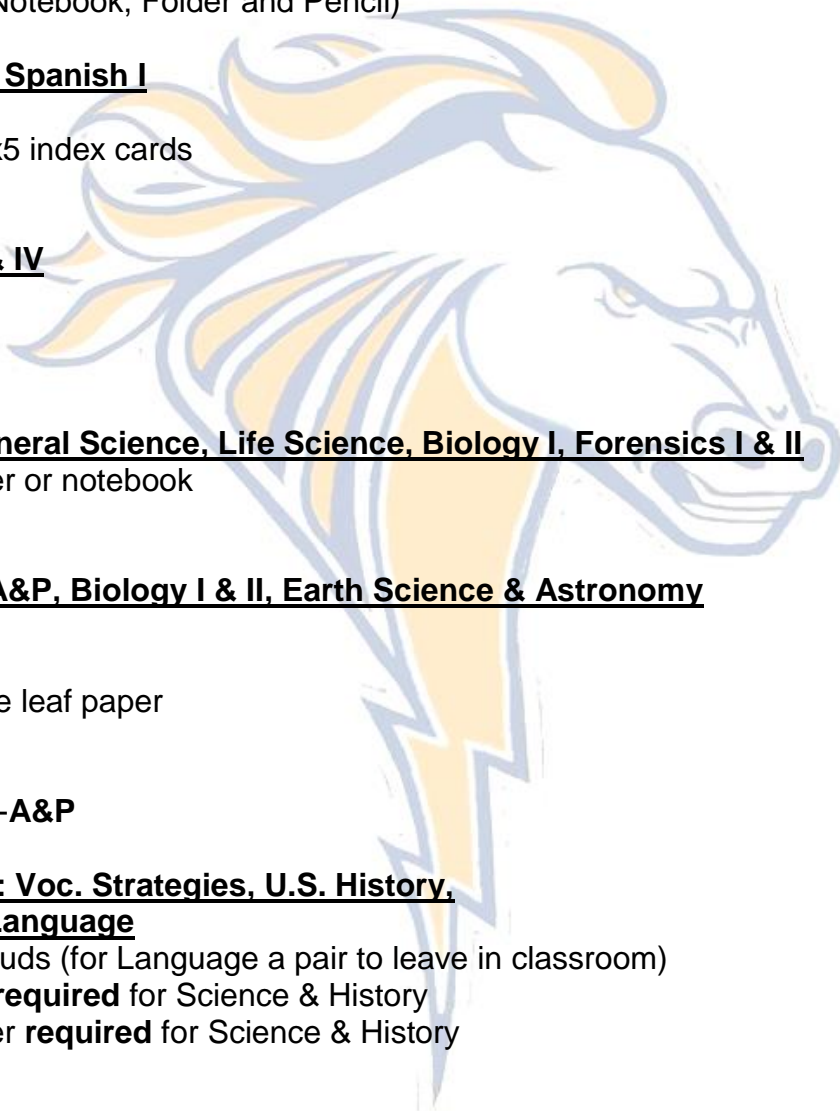 Notebook, Folder and Pencil)
Spanish I
x5 index cards
& IV
neral Science, Life Science, Biology I, Forensics I & II
er or notebook
A&P, Biology I & II, Earth Science & Astronomy
e leaf paper
-A&P
: Voc. Strategies, U.S. History,
Language
uds (for Language a pair to leave in classroom)
required for Science & History
er required for Science & History